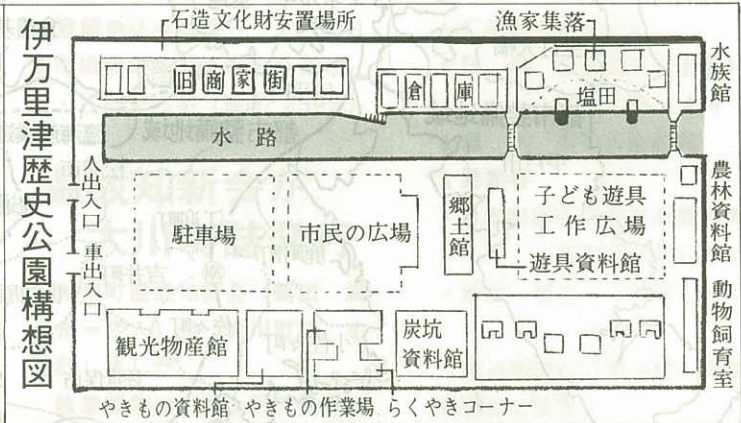 伊万里津歴史公園構想図
石造文化財安置場所
漁家集落
旧商家街
倉庫
塩田
水族館
水路
人出入口
車出入口
駐車場
市民の広場
郷土館
子ども遊具
工作広場
遊具資料館
農林資料館
動物飼育室
観光物産館
炭坑
資料館
やきもの資料館
やきもの作業場
らくやきコーナー